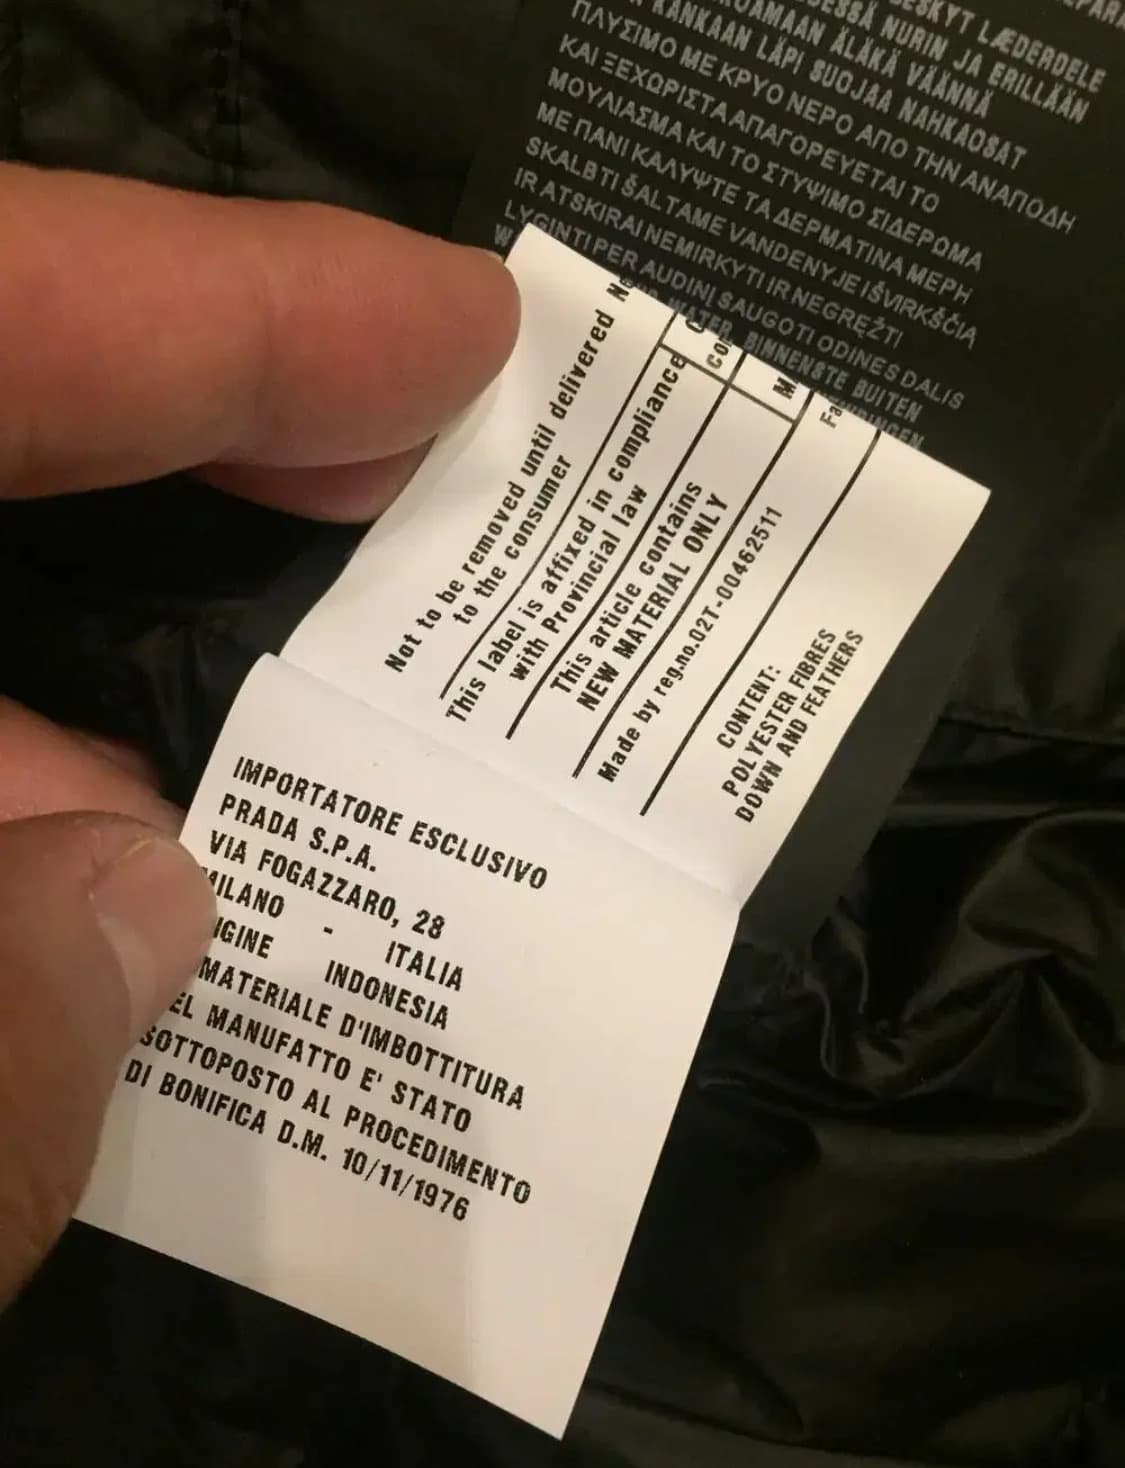 LÆDERDELE
NURIN JA ERILLÄÄN
ÄLÄKÄ VÄÄNNÄ
KANKAAN LÄPI SUOJAA NAHKAOSAT
ΠΛΥΣΙΜΟ ΜΕ ΚΡΥΟ ΝΕΡΟ ΑΠΟ ΤΗΝ ΑΝΑΠΟΔΗ
ΚΑΙ ΞΕΧΩΡΙΣΤΑ ΑΠΑΓΟΡΕΥΕΤΑΙ ΤΟ
ΜΟΥΛΙΑΣΜΑ ΚΑΙ ΤΟ ΣΤΥΨΙΜΟ ΣΙΔΕΡΩΜΑ
ΜΕ ΠΑΝΙ ΚΑΛΥΨΤΕ ΤΑ ΔΕΡΜΑΤΙΝΑ ΜΕΡΗ
SKALBTI ŠALTAME VANDENYJE IŠVIRKŠČIĄ
IR ATSKIRAI NEMIRKYTI IR NEGRĘŽTI
LYGINTI PER AUDINĮ SAUGOTI ODINES DALIS
WATER, BINNENSTE BUITEN
Not to be removed until delivered
to the consumer
This label is affixed in compliance
with Provincial law
This article contains
NEW MATERIAL ONLY
Made by reg.no.02T-00462511
CONTENT:
POLYESTER FIBRES
DOWN AND FEATHERS
IMPORTATORE ESCLUSIVO
PRADA S.P.A.
VIA FOGAZZARO, 28
MILANO - ITALIA
IGINE INDONESIA
MATERIALE D'IMBOTTITURA
EL MANUFATTO E' STATO
SOTTOPOSTO AL PROCEDIMENTO
DI BONIFICA D.M. 10/11/1976